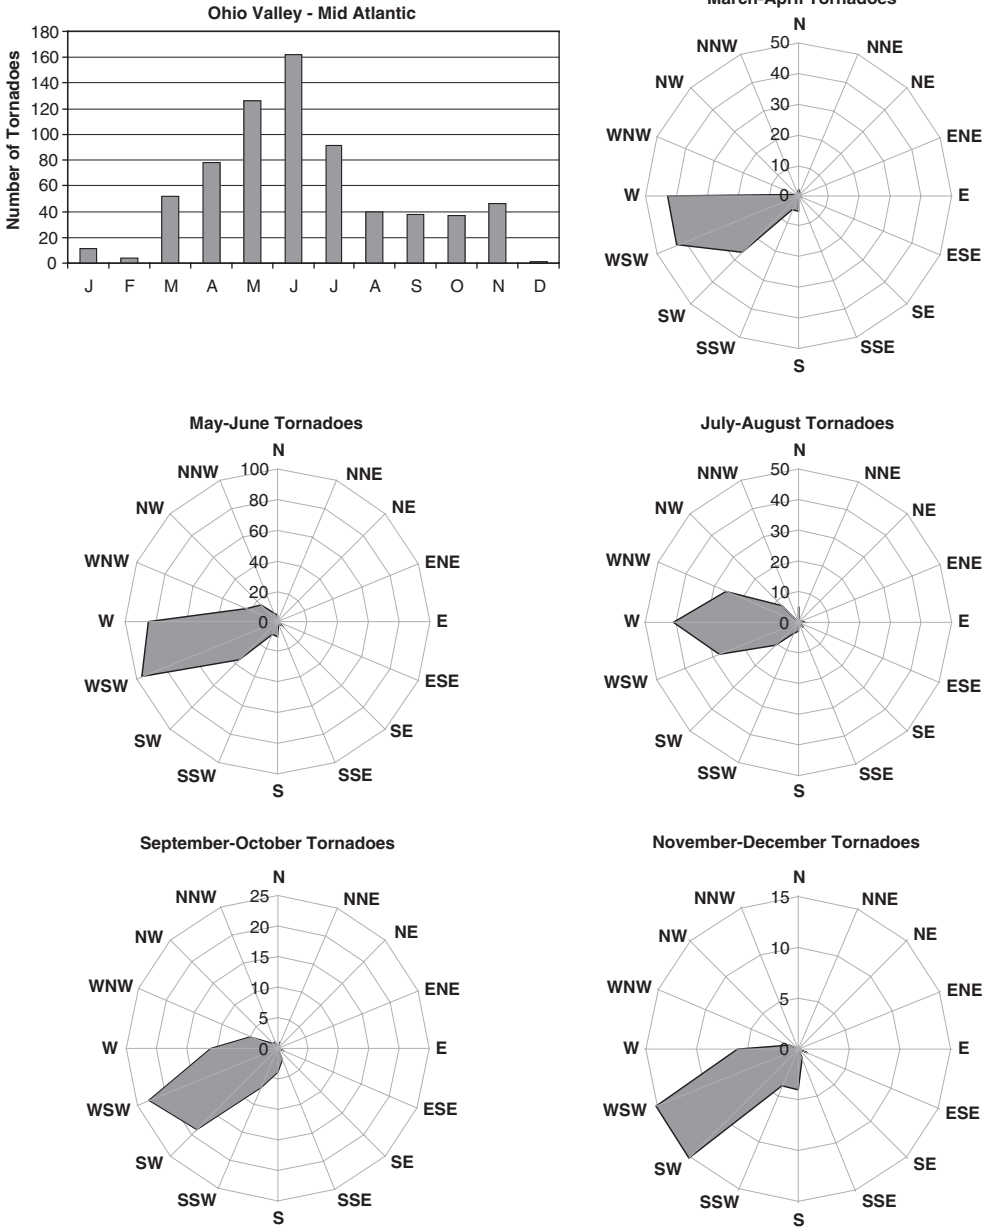 Ohio Valley - Mid Atlantic
Number of Tornadoes
180
160
140
120
100
80
60
40
20
0
J F M A M J J A S O N D
March-April Tornadoes
N
NNE
NE
ENE
E
ESE
SE
SSE
S
SSW
SW
WSW
W
WNW
NW
NNW
50
40
30
20
10
0
May-June Tornadoes
N
NNE
NE
ENE
E
ESE
SE
SSE
S
SSW
SW
WSW
W
WNW
NW
NNW
100
80
60
40
20
0
July-August Tornadoes
N
NNE
NE
ENE
E
ESE
SE
SSE
S
SSW
SW
WSW
W
WNW
NW
NNW
50
40
30
20
10
0
September-October Tornadoes
N
NNE
NE
ENE
E
ESE
SE
SSE
S
SSW
SW
WSW
W
WNW
NW
NNW
25
20
15
10
5
0
November-December Tornadoes
N
NNE
NE
ENE
E
ESE
SE
SSE
S
SSW
SW
WSW
W
WNW
NW
NNW
15
10
5
0